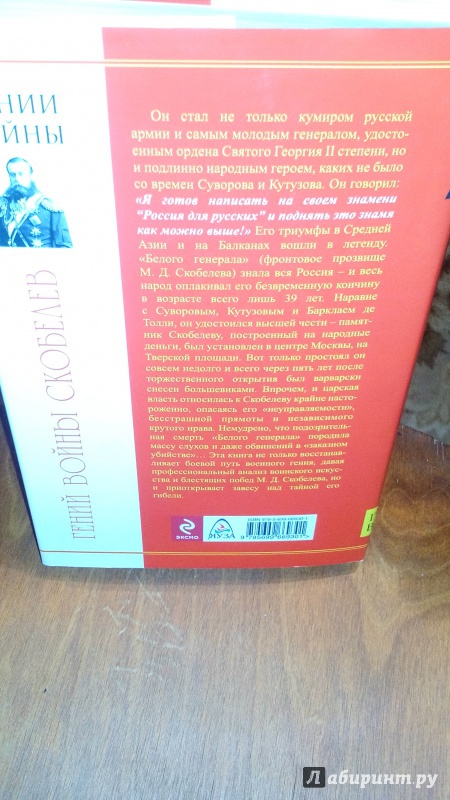 НИИ
ЙНЫ
ГЕНИЙ ВОЙНЫ СКОБЕЛЕВ
Он стал не только кумиром русской
армии и самым молодым генералом, удосто-
енным ордена Святого Георгия II степени, но
и подлинно народным героем, каких не было
со времен Суворова и Кутузова. Он говорил:
«Я готов написать на своем знамени
"Россия для русских" и поднять это знамя
как можно выше!» Его триумфы в Средней
Азии и на Балканах вошли в легенду.
«Белого генерала» (фронтовое прозвище
М. Д. Скобелева) знала вся Россия – и весь
народ оплакивал его безвременную кончину
в возрасте всего лишь 39 лет. Наравне
с Суворовым, Кутузовым и Барклаем де
Толли, он удостоился высшей чести – памят-
ник Скобелеву, построенный на народные
деньги, был установлен в центре Москвы, на
Тверской площади. Вот только простоял он
совсем недолго и всего через пять лет после
торжественного открытия был варварски
снесен большевиками. Впрочем, и царская
власть относилась к Скобелеву крайне насто-
роженно, опасаясь его «неуправляемости»,
бесстрашной прямоты и независимого
крутого нрава. Немудрено, что подозритель-
ная смерть «Белого генерала» породила
массу слухов и даже обвинений в «заказном
убийстве»... Эта книга не только восстанав-
ливает боевой путь военного гения, давая
профессиональный анализ воинского искус-
ства и блестящих побед М. Д. Скобелева, но
и приоткрывает завесу над тайной его
гибели.
ЭКСМО
ЯУЗА
Лабиринт.ру